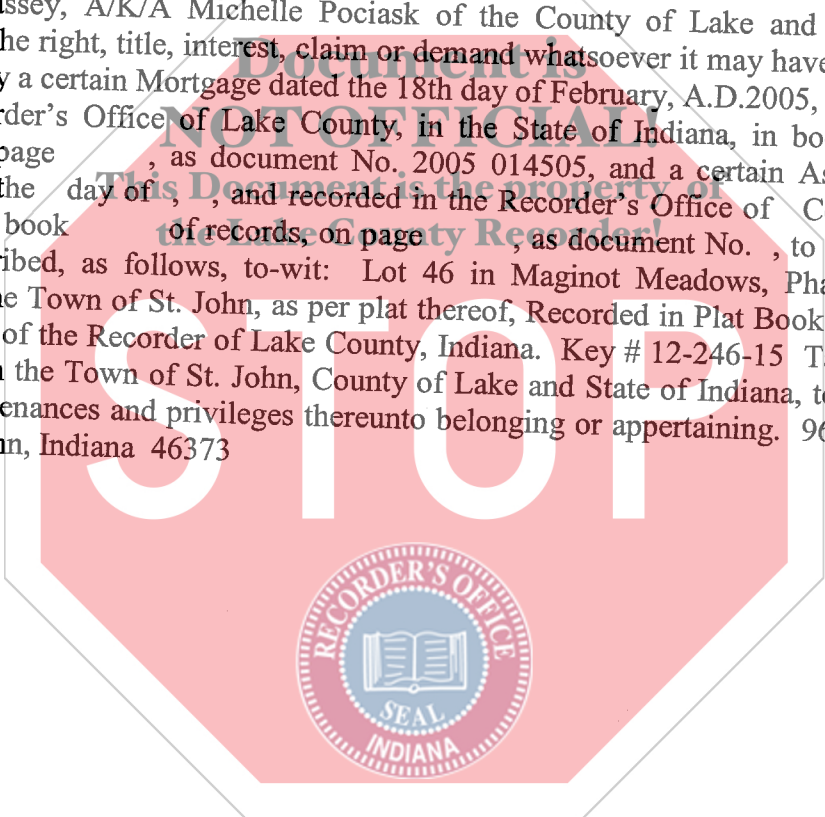 ssey, A/K/A Michelle Pociask of the County of Lake and
he right, title, interest, claim or demand whatsoever it may have
y a certain Mortgage dated the 18th day of February, A.D.2005,
rder's Office of Lake County, in the State of Indiana, in bo
page , as document No. 2005 014505, and a certain As
the day of , , and recorded in the Recorder's Office of C
book of records, on page , as document No. , to
ibed, as follows, to-wit: Lot 46 in Maginot Meadows, Pha
e Town of St. John, as per plat thereof, Recorded in Plat Book
of the Recorder of Lake County, Indiana. Key # 12-246-15 T
the Town of St. John, County of Lake and State of Indiana, t
enances and privileges thereunto belonging or appertaining. 96
n, Indiana 46373
Document is
NOT OFFICIAL!
This Document is the property of
the Lake County Recorder!
STOP
RECORDER'S OFFICE
SEAL
INDIANA